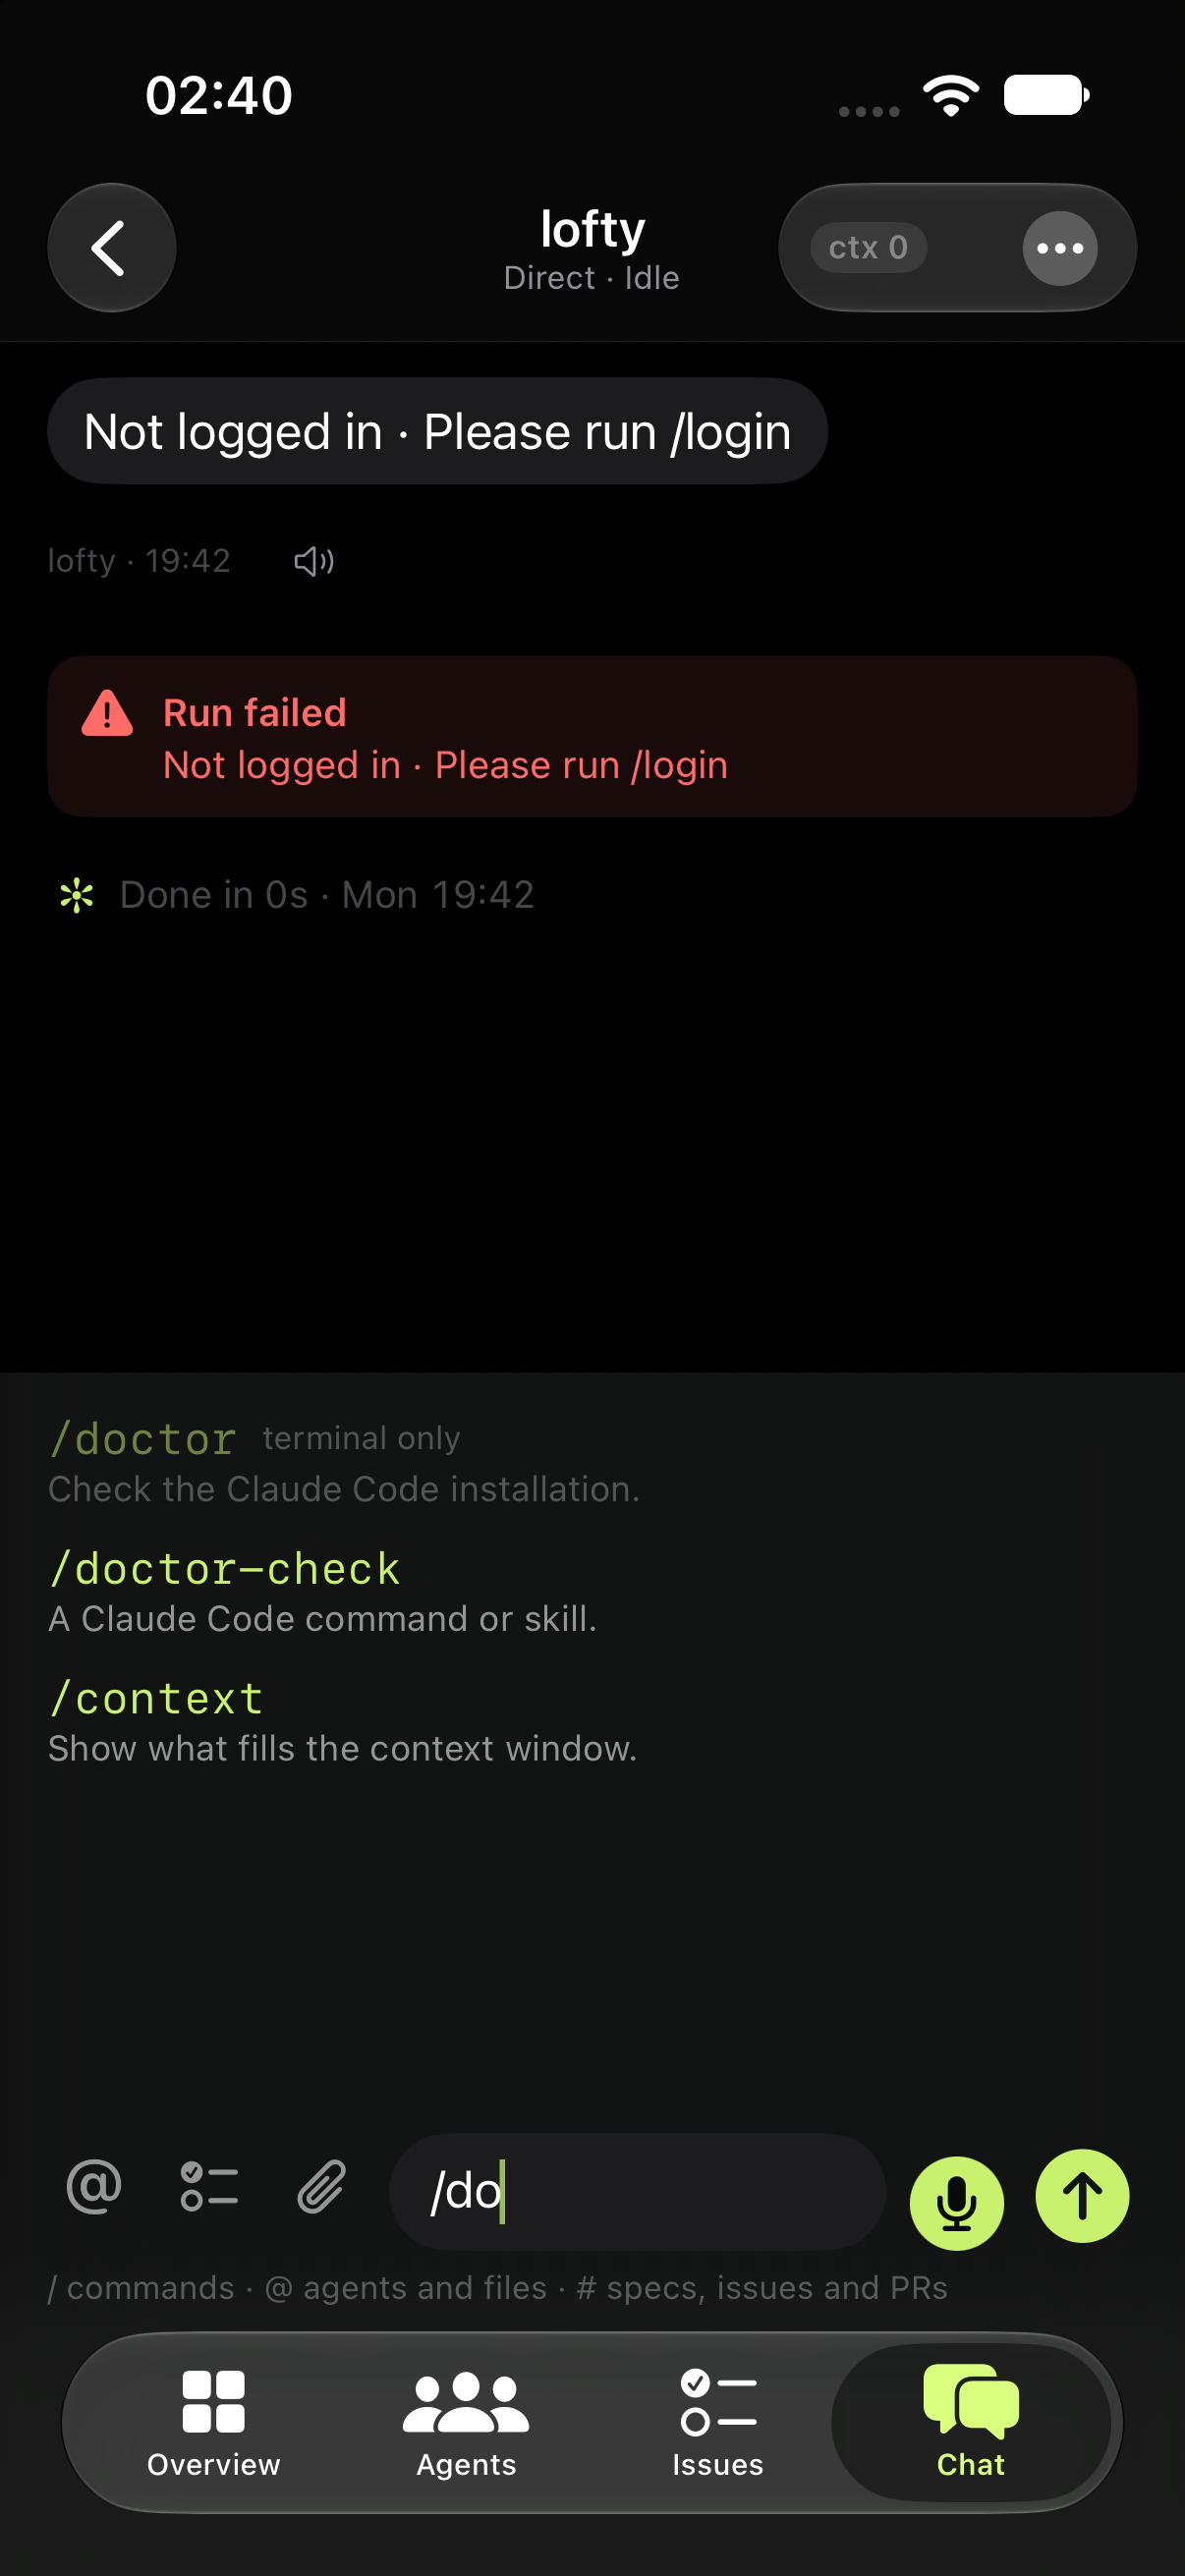 02:40
lofty
Direct · Idle
ctx 0
Not logged in · Please run /login
lofty · 19:42
Run failed
Not logged in · Please run /login
Done in 0s · Mon 19:42
/doctor terminal only
Check the Claude Code installation.
/doctor-check
A Claude Code command or skill.
/context
Show what fills the context window.
/do
/ commands · @ agents and files · # specs, issues and PRs
Overview
Agents
Issues
Chat